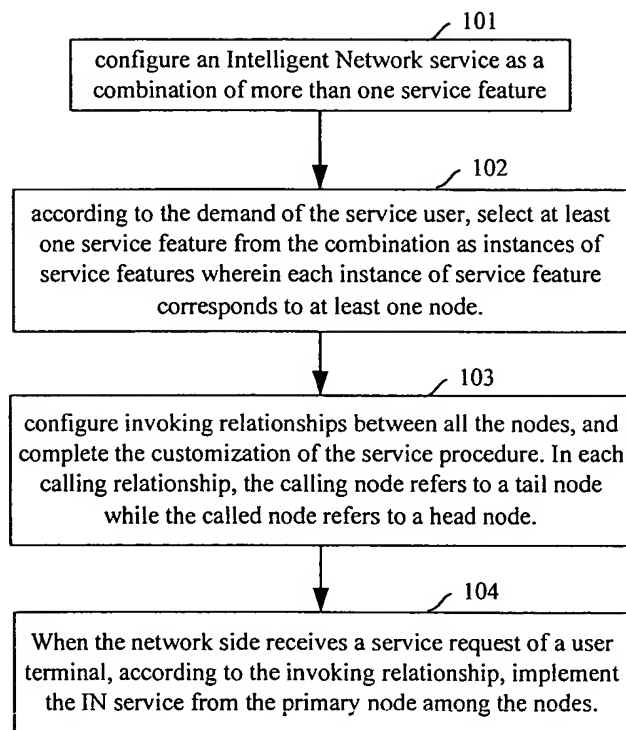 101
configure an Intelligent Network service as a
combination of more than one service feature
102
according to the demand of the service user, select at least
one service feature from the combination as instances of
service features wherein each instance of service feature
corresponds to at least one node.
103
configure invoking relationships between all the nodes, and
complete the customization of the service procedure. In each
calling relationship, the calling node refers to a tail node
while the called node refers to a head node.
104
When the network side receives a service request of a user
terminal, according to the invoking relationship, implement
the IN service from the primary node among the nodes.